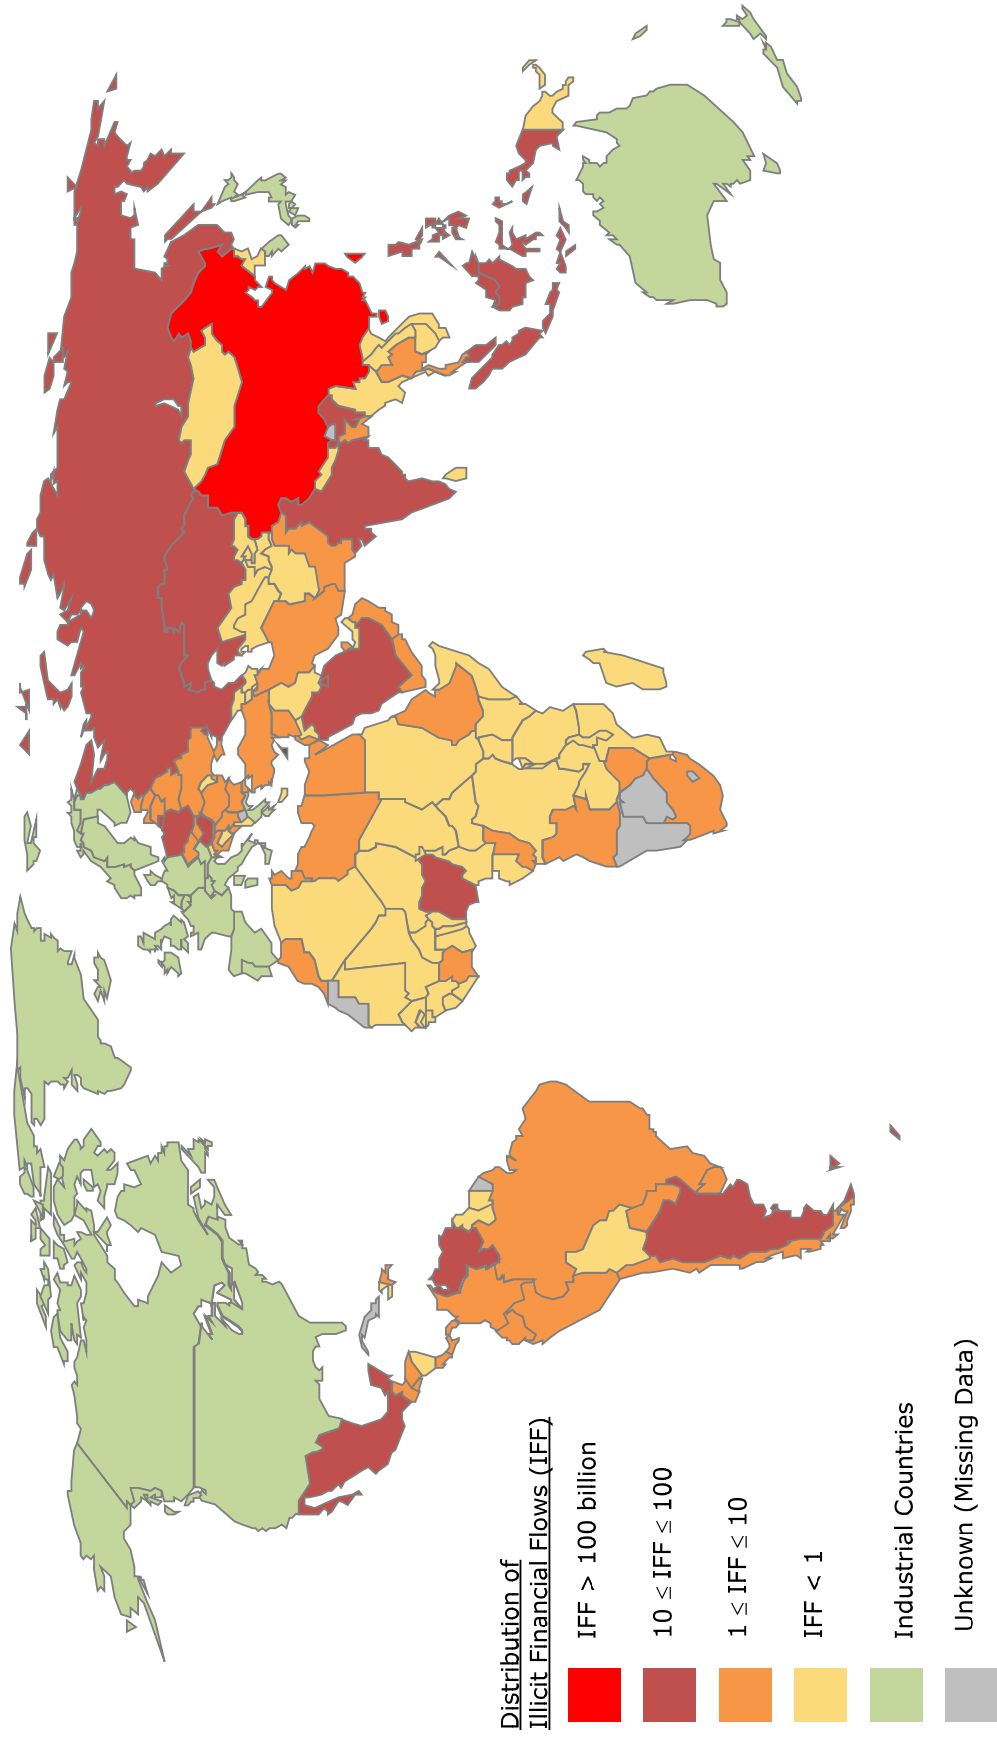 Distribution of
Illicit Financial Flows (IFF)
IFF > 100 billion
10 ≤ IFF ≤ 100
1 ≤ IFF ≤ 10
IFF < 1
Industrial Countries
Unknown (Missing Data)